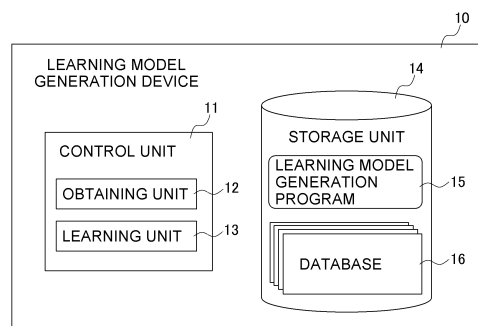 10
LEARNING MODEL
GENERATION DEVICE
14
11
STORAGE UNIT
CONTROL UNIT
LEARNING MODEL
GENERATION
PROGRAM
15
OBTAINING UNIT
12
LEARNING UNIT
13
DATABASE
16